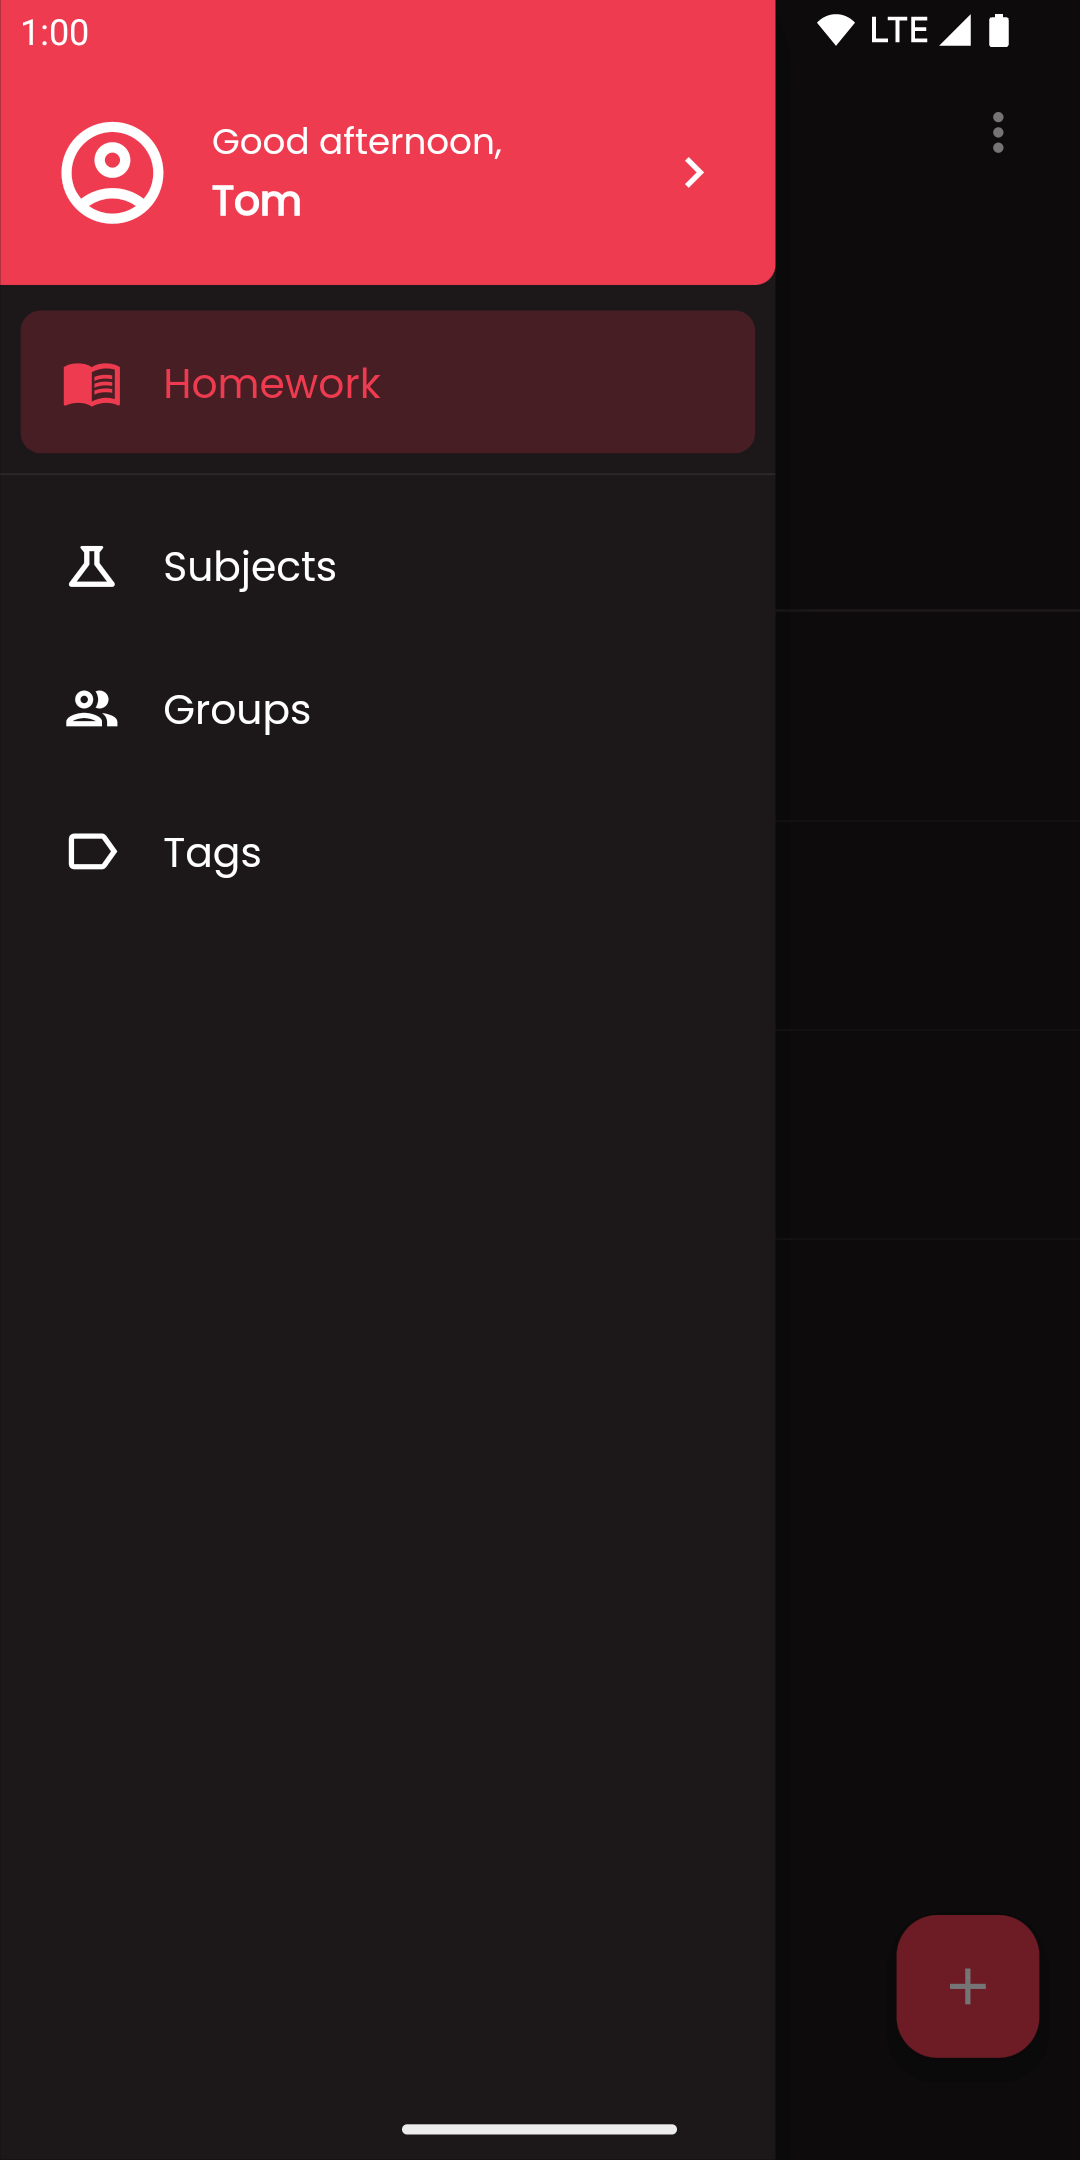 1:00
LTE
Good afternoon,
Tom
Homework
Subjects
Groups
Tags